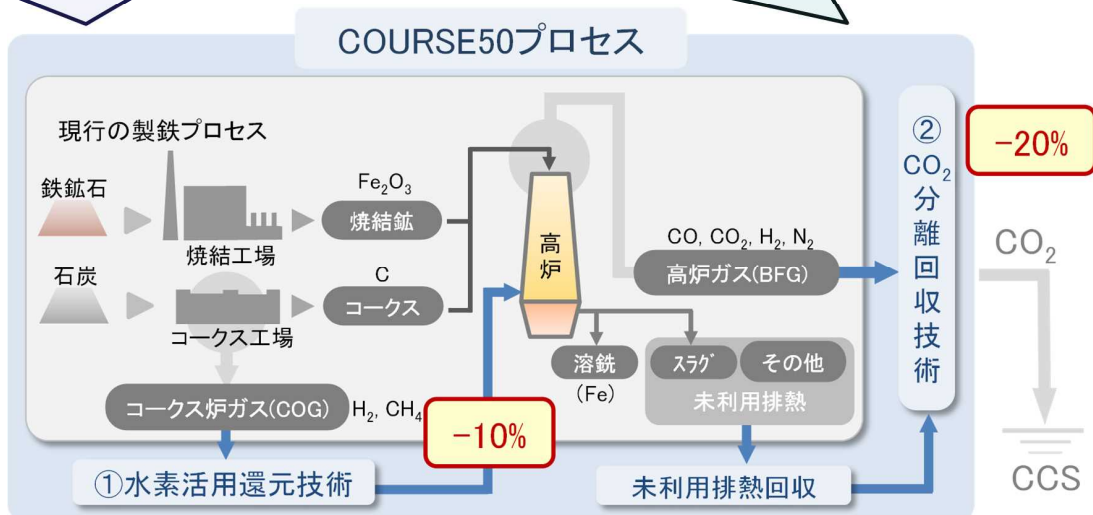 COURSE50プロセス
現行の製鉄プロセス
鉄鉱石
焼結工場
Fe₂O₃
焼結鉱
石炭
コークス工場
C
コークス
高炉
CO, CO₂, H₂, N₂
高炉ガス(BFG)
溶銑
(Fe)
スラグ
その他
未利用排熱
コークス炉ガス(COG)
H₂, CH₄
-10%
①水素活用還元技術
未利用排熱回収
②CO₂分離回収技術
-20%
CO₂
CCS